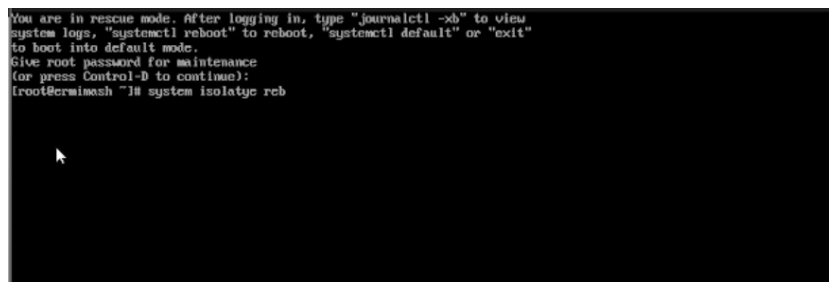 You are in rescue mode. After logging in, type "journalctl -xb" to view
system logs, "systemctl reboot" to reboot, "systemctl default" or "exit"
to boot into default mode.
Give root password for maintenance
(or press Control-D to continue):
[root@ermimash ~]# system isolatye reb